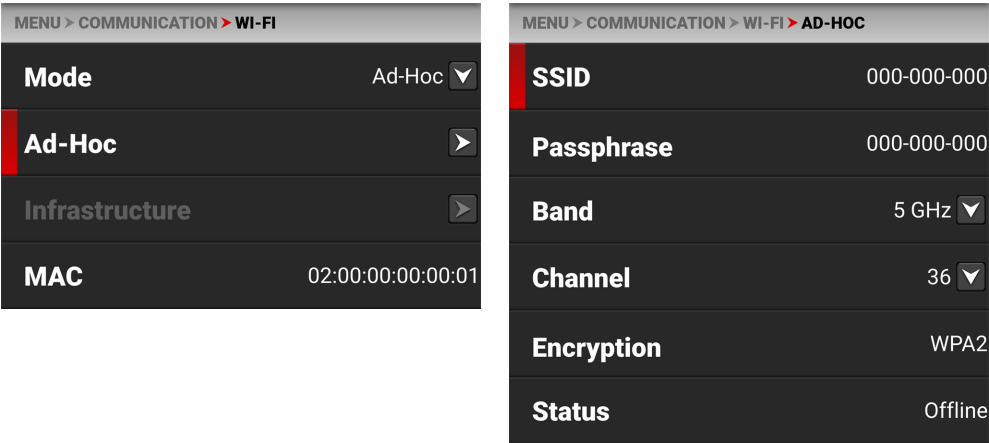 MENU > COMMUNICATION > WI-FI
Mode Ad-Hoc
Ad-Hoc
Infrastructure
MAC 02:00:00:00:00:01
MENU > COMMUNICATION > WI-FI > AD-HOC
SSID 000-000-000
Passphrase 000-000-000
Band 5 GHz
Channel 36
Encryption WPA2
Status Offline